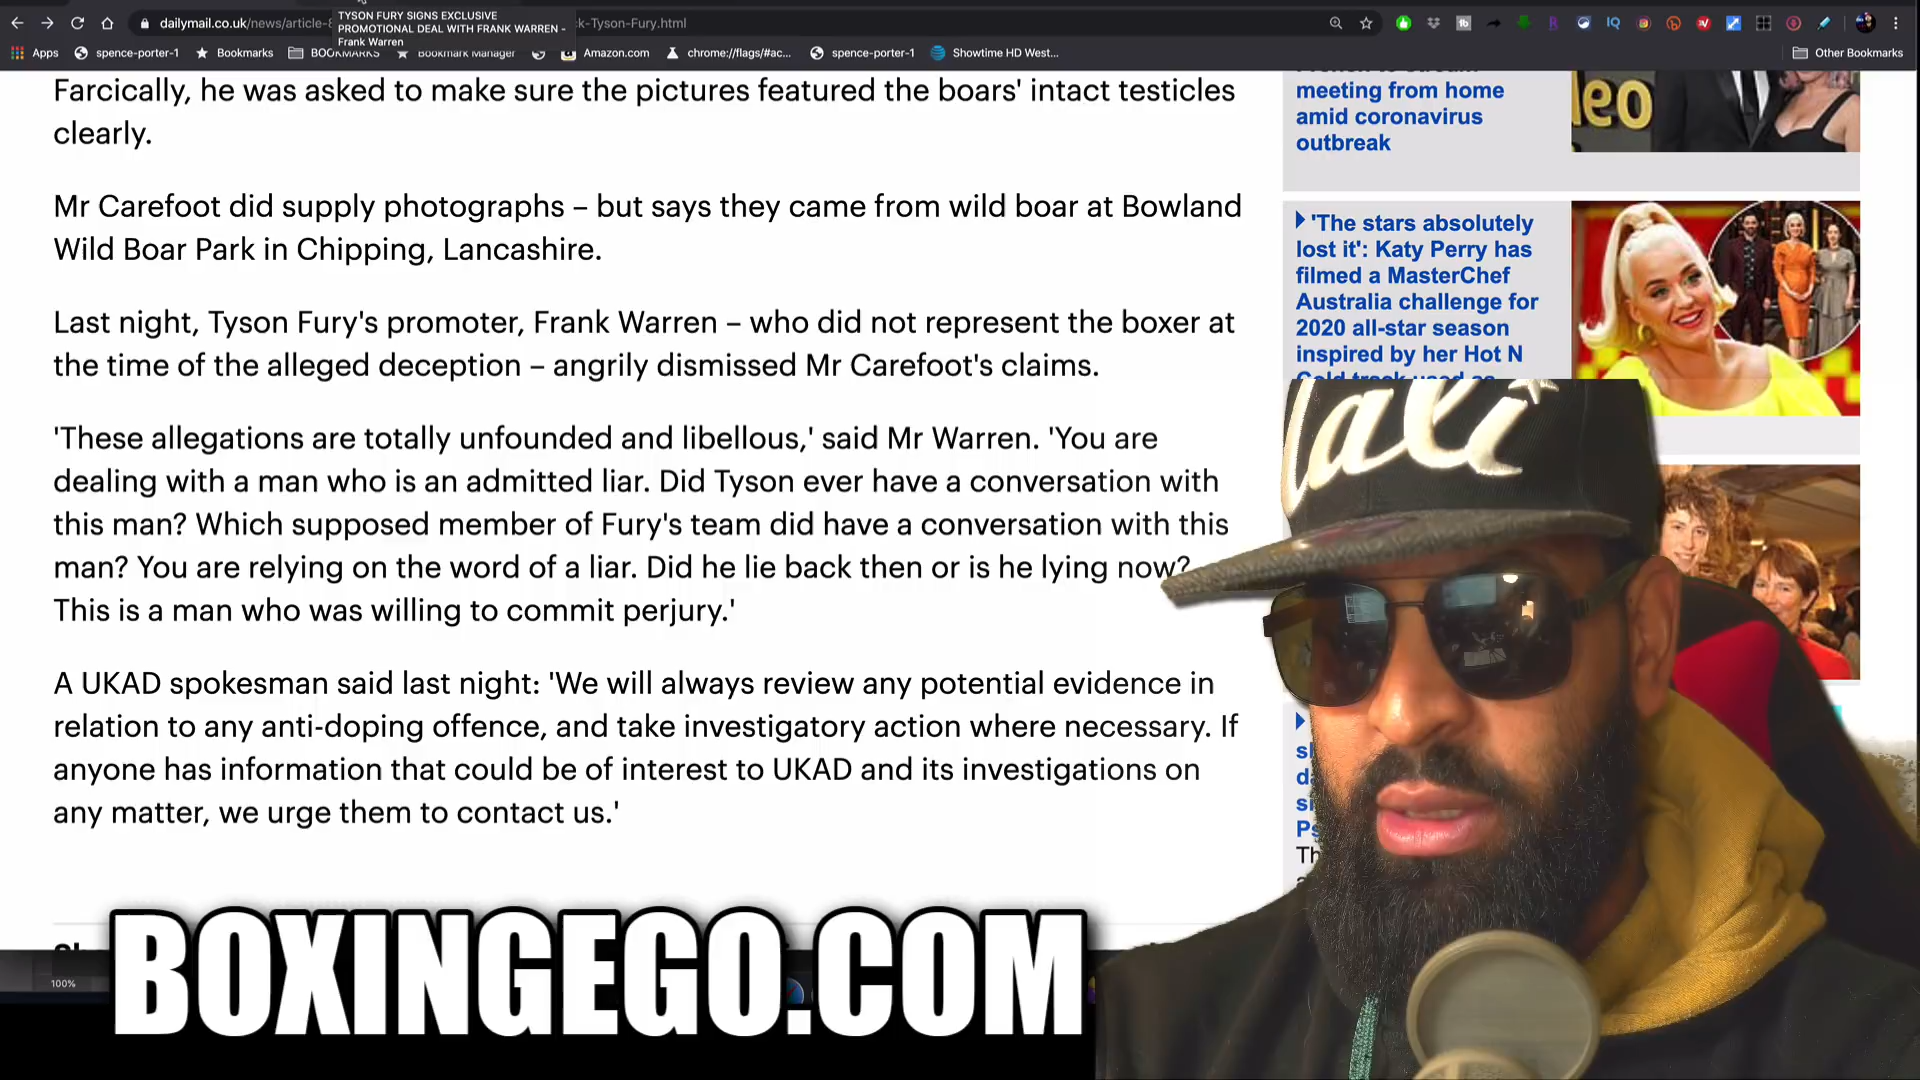 TYSON FURY SIGNS EXCLUSIVE
PROMOTIONAL DEAL WITH FRANK WARREN -
Frank Warren
dailymail.co.uk/news/article-8
k-Tyson-Fury.html
Apps
spence-porter-1
Bookmarks
BOOKMARKS
Bookmark Manager
Amazon.com
chrome://flags/#ac...
spence-porter-1
Showtime HD West...
Other Bookmarks
Farcically, he was asked to make sure the pictures featured the boars' intact testicles
clearly.
Mr Carefoot did supply photographs – but says they came from wild boar at Bowland
Wild Boar Park in Chipping, Lancashire.
Last night, Tyson Fury's promoter, Frank Warren – who did not represent the boxer at
the time of the alleged deception – angrily dismissed Mr Carefoot's claims.
'These allegations are totally unfounded and libellous,' said Mr Warren. 'You are
dealing with a man who is an admitted liar. Did Tyson ever have a conversation with
this man? Which supposed member of Fury's team did have a conversation with this
man? You are relying on the word of a liar. Did he lie back then or is he lying now?
This is a man who was willing to commit perjury.'
A UKAD spokesman said last night: 'We will always review any potential evidence in
relation to any anti-doping offence, and take investigatory action where necessary. If
anyone has information that could be of interest to UKAD and its investigations on
any matter, we urge them to contact us.'
meeting from home
amid coronavirus
outbreak
eo
'The stars absolutely
lost it': Katy Perry has
filmed a MasterChef
Australia challenge for
2020 all-star season
inspired by her Hot N
Cold track used as
Cali
100%
BOXINGEGO.COM